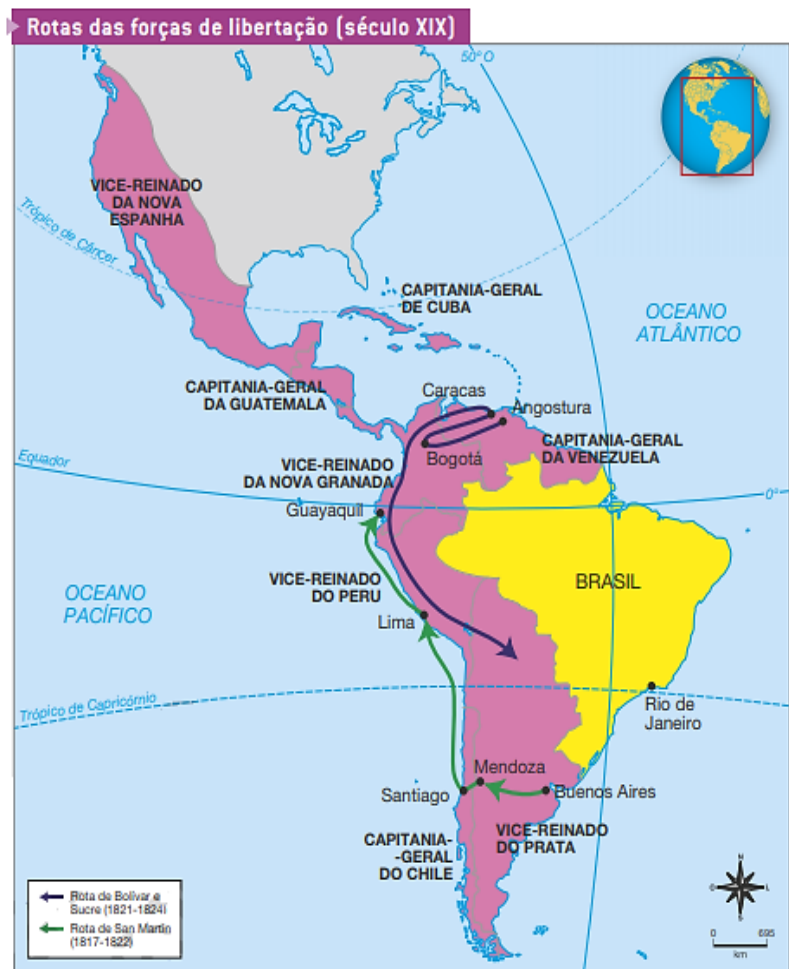 Rotas das forças de libertação (século XIX)
50° O
VICE-REINADO
DA NOVA
ESPANHA
Trópico de Câncer
CAPITANIA-GERAL
DE CUBA
OCEANO
ATLÂNTICO
CAPITANIA-GERAL
DA GUATEMALA
Caracas
Angostura
CAPITANIA-GERAL
DA VENEZUELA
Bogotá
Equador
VICE-REINADO
DA NOVA GRANADA
0°
Guayaquil
OCEANO
PACÍFICO
VICE-REINADO
DO PERU
BRASIL
Lima
Trópico de Capricórnio
Rio de
Janeiro
Mendoza
Santiago
Buenos Aires
VICE-REINADO
DO PRATA
CAPITANIA-
-GERAL
DO CHILE
Rota de Bolívar e
Sucre (1821-1824)
Rota de San Martín
(1817-1822)
N
O
L
S
0 695
km